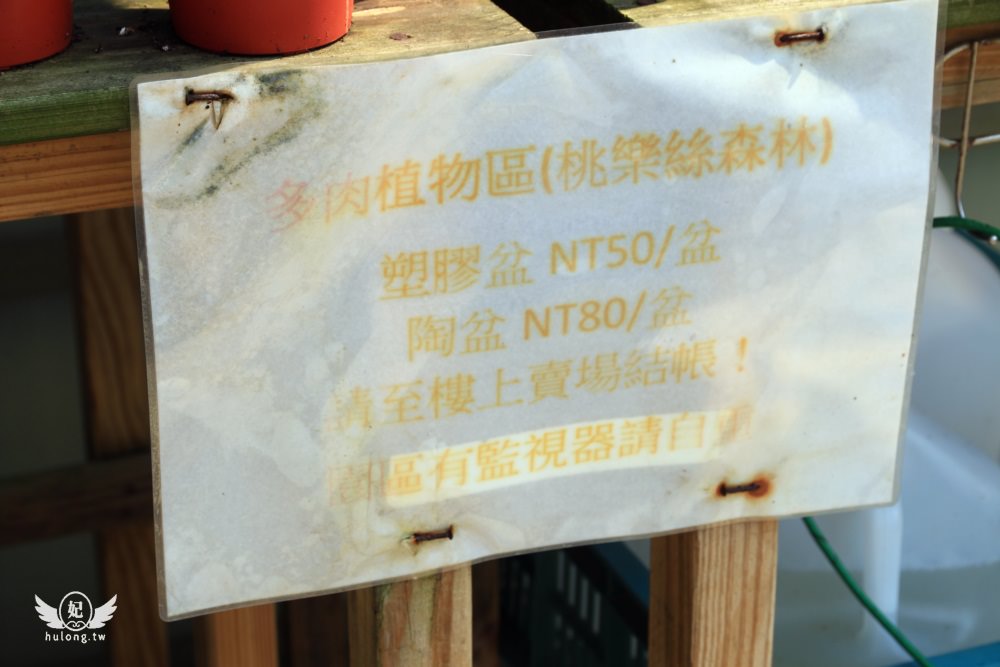 多肉植物區(桃樂絲森林)
塑膠盆 NT50/盆
陶盆 NT80/盆
請至樓上賣場結帳！
園區有監視器請自重
妃
hulong.tw